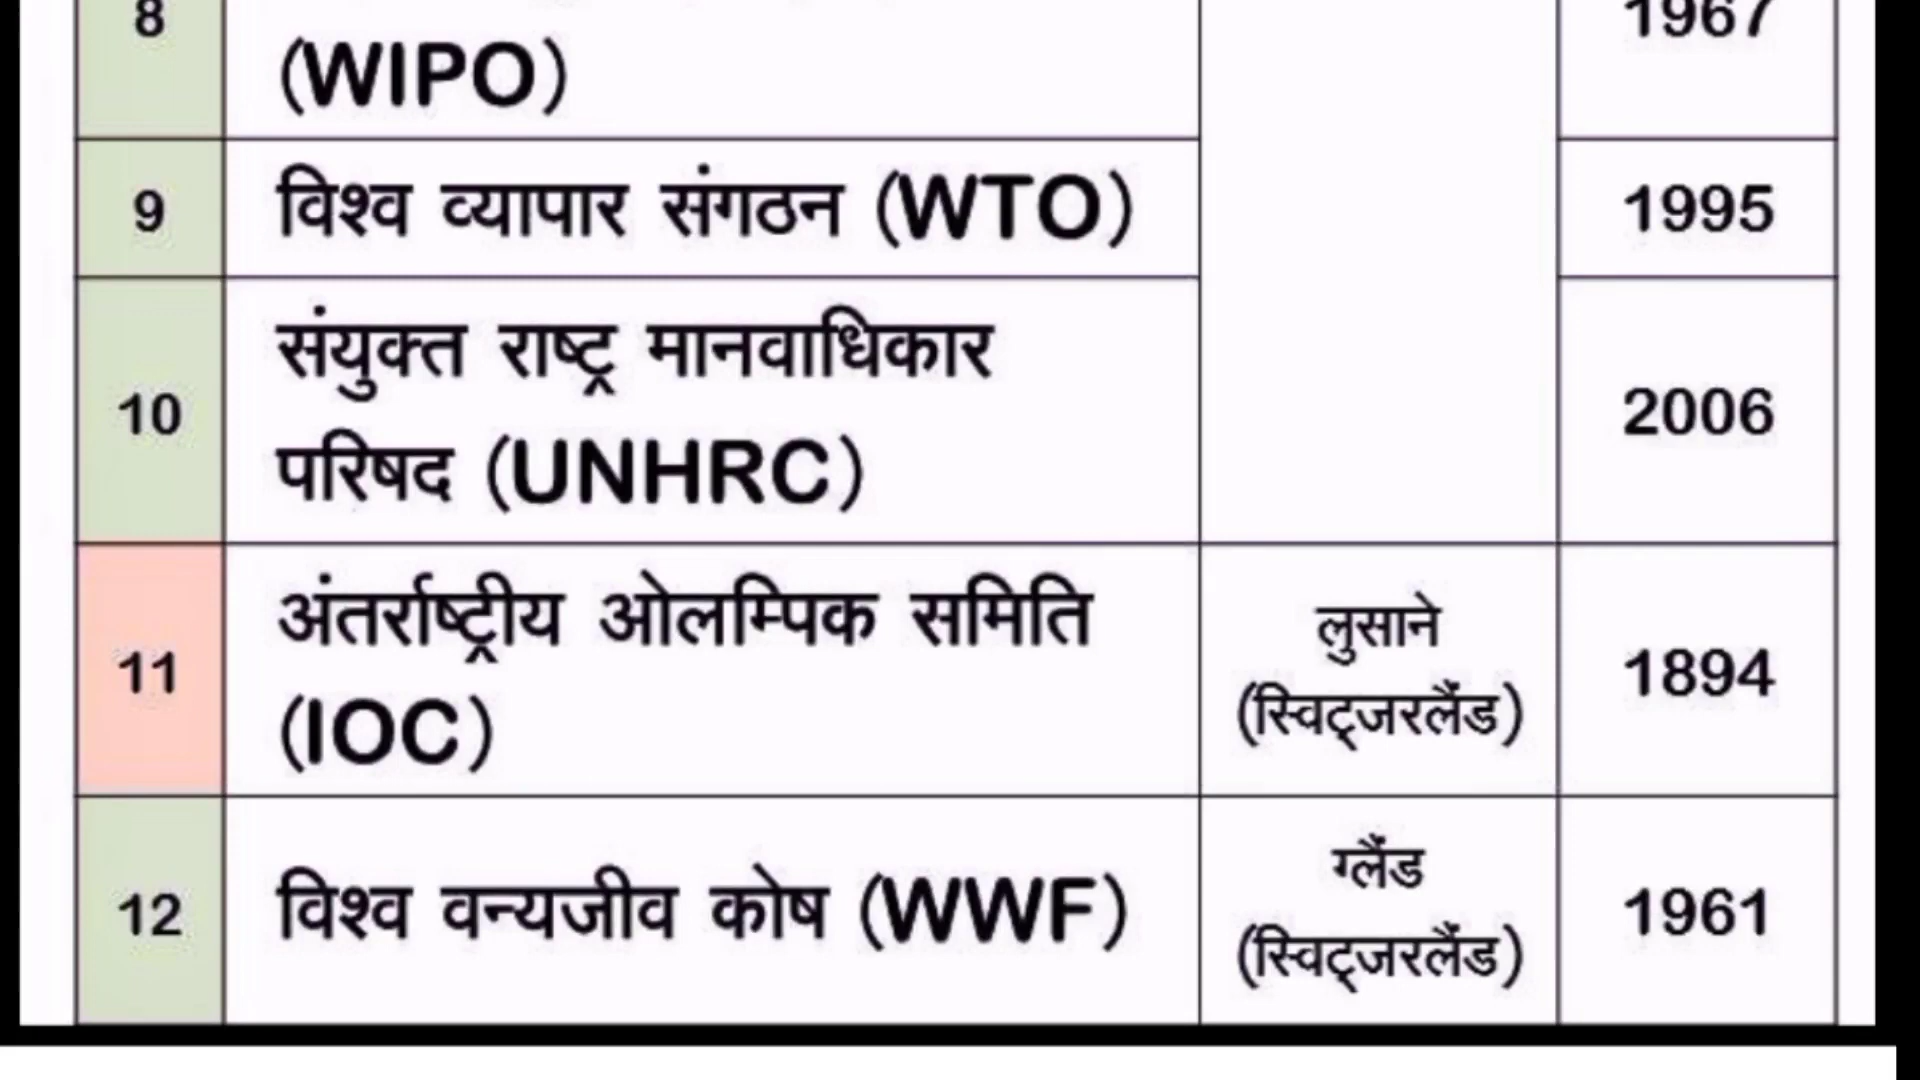 8
(WIPO)
1967
9
विश्व व्यापार संगठन (WTO)
1995
10
संयुक्त राष्ट्र मानवाधिकार
परिषद (UNHRC)
2006
11
अंतर्राष्ट्रीय ओलम्पिक समिति
(IOC)
लुसाने
(स्विट्जरलैंड)
1894
12
विश्व वन्यजीव कोष (WWF)
ग्लैंड
(स्विट्जरलैंड)
1961